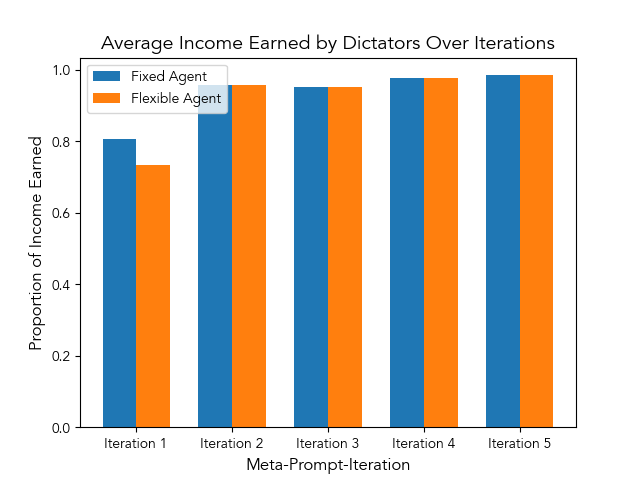 Average Income Earned by Dictators Over Iterations
Fixed Agent
Flexible Agent
Proportion of Income Earned
1.0
0.8
0.6
0.4
0.2
0.0
Iteration 1
Iteration 2
Iteration 3
Iteration 4
Iteration 5
Meta-Prompt-Iteration